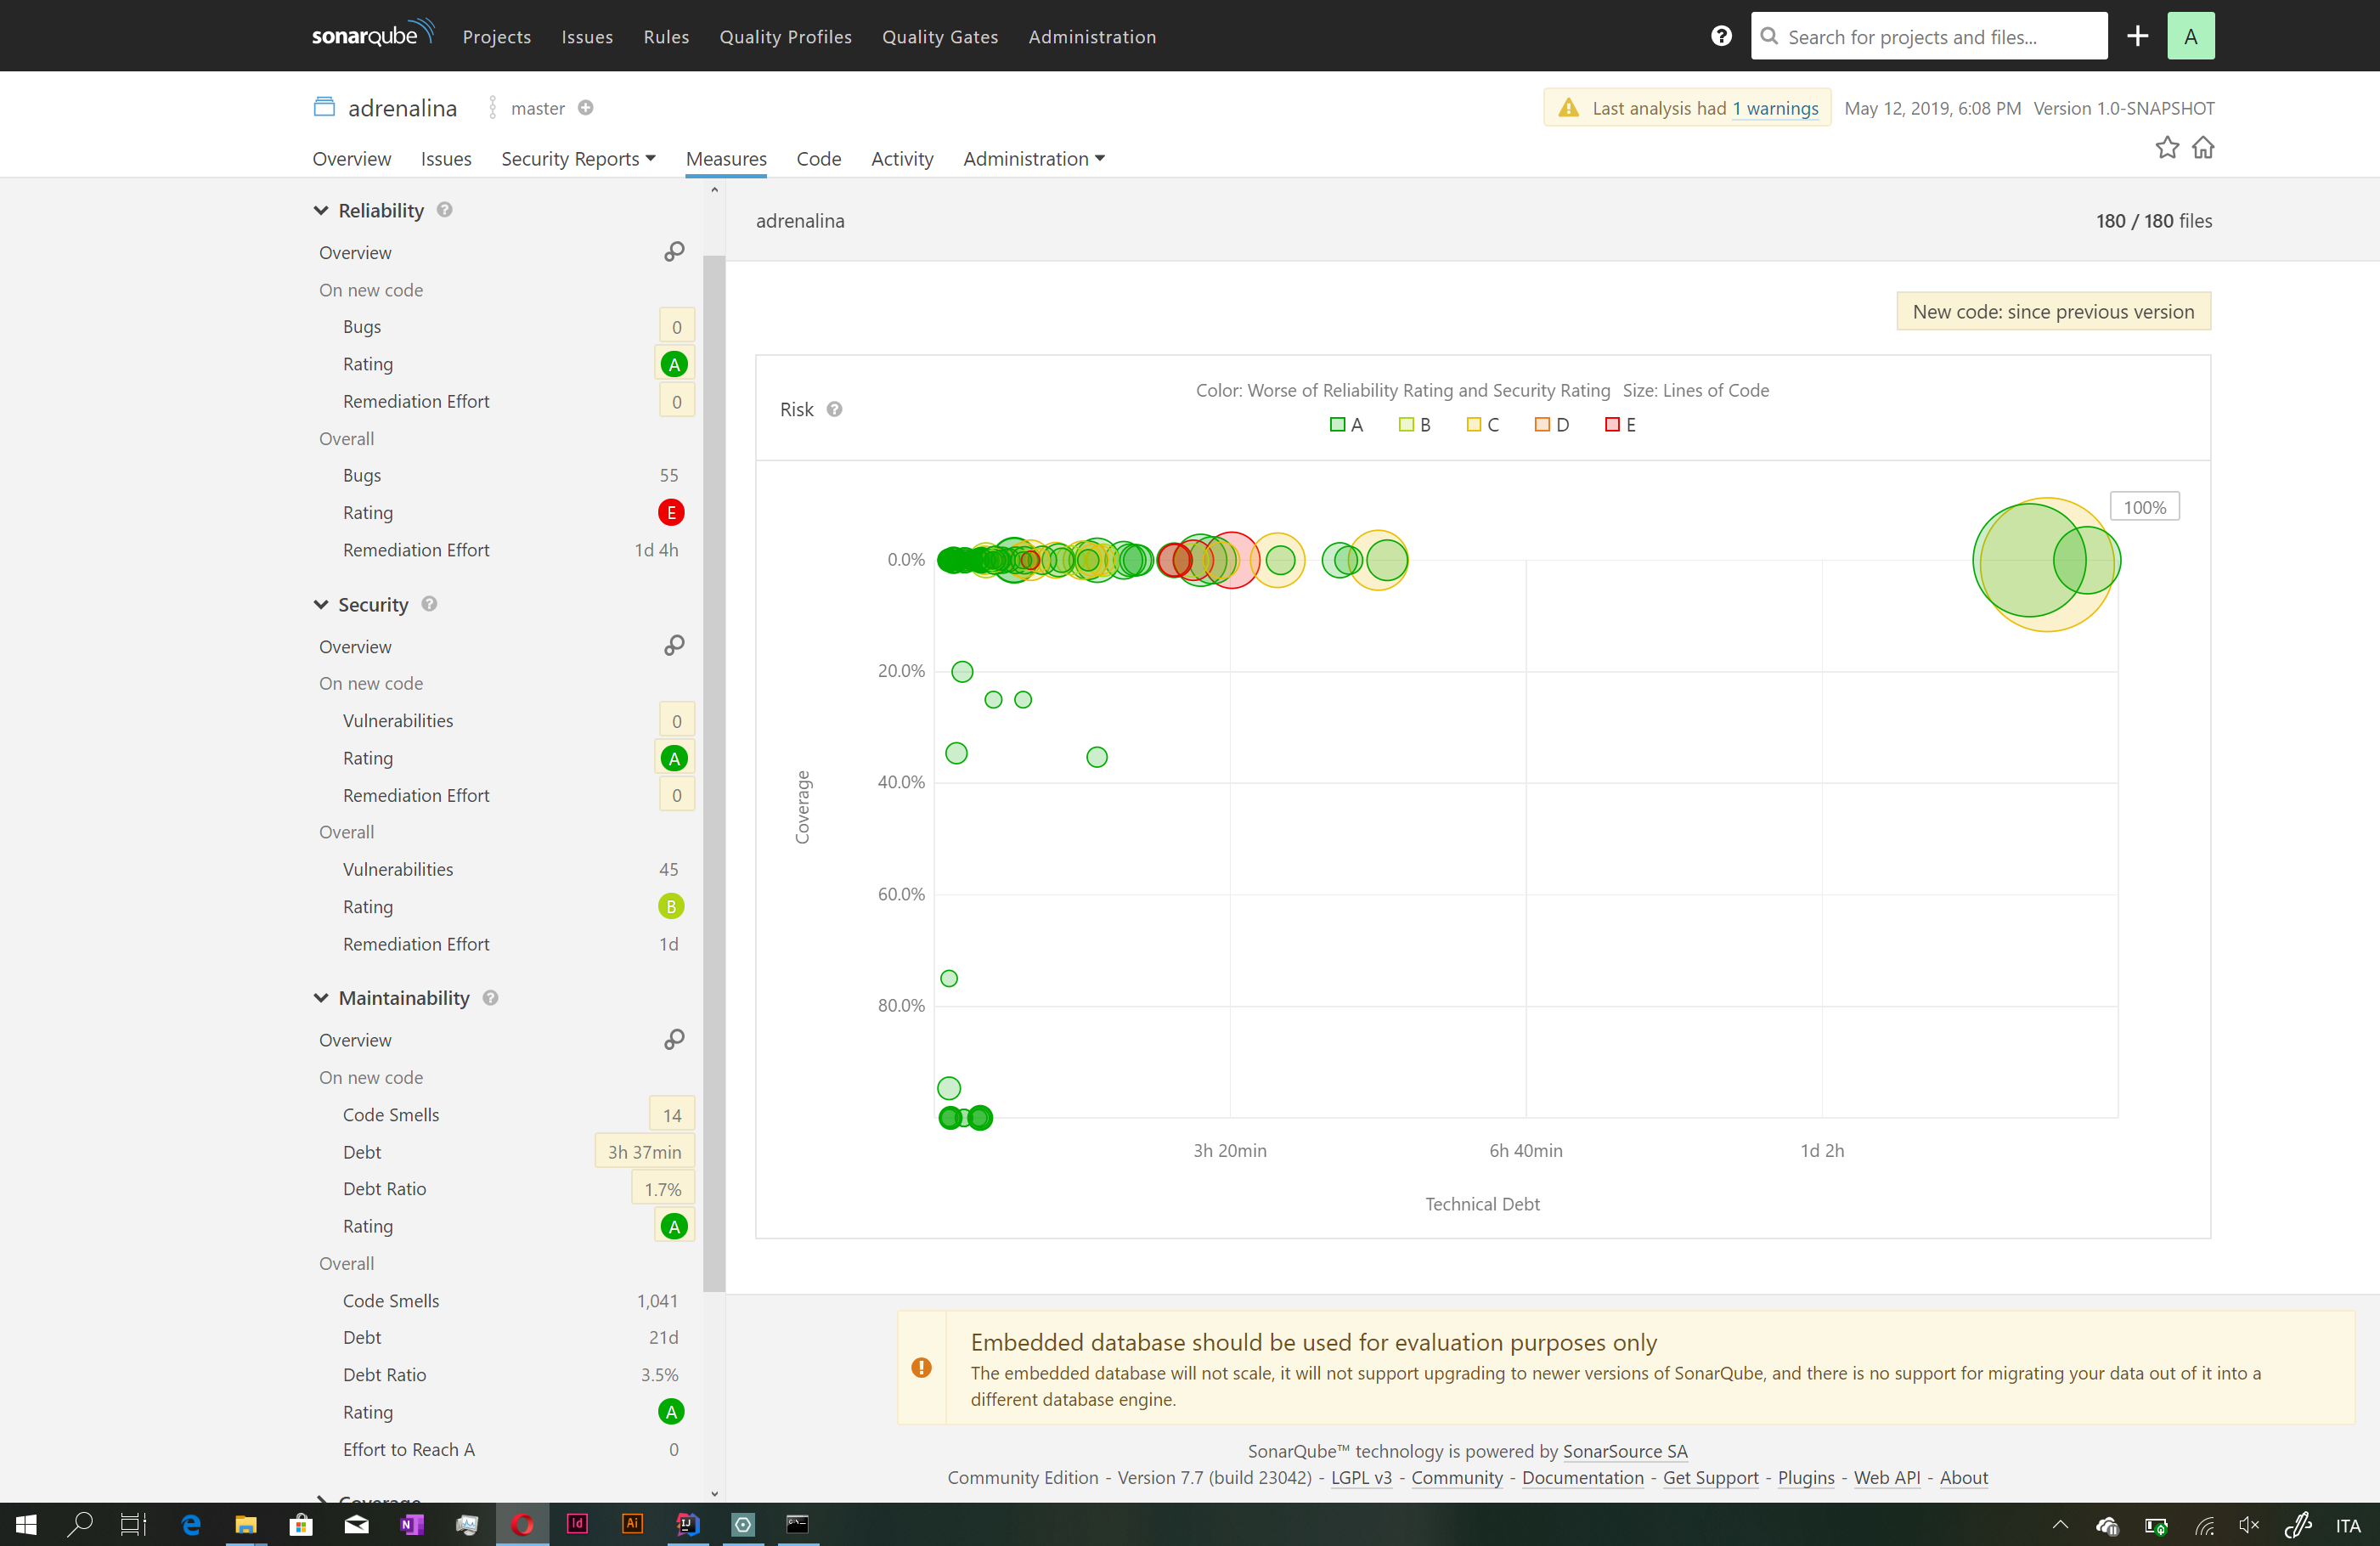 sonarqube Projects Issues Rules Quality Profiles Quality Gates Administration ? Search for projects and files... A
adrenalina master Last analysis had 1 warnings May 12, 2019, 6:08 PM Version 1.0-SNAPSHOT
Overview Issues Security Reports Measures Code Activity Administration
Reliability ?
Overview
On new code
Bugs 0
Rating A
Remediation Effort 0
Overall
Bugs 55
Rating E
Remediation Effort 1d 4h
Security ?
Overview
On new code
Vulnerabilities 0
Rating A
Remediation Effort 0
Overall
Vulnerabilities 45
Rating B
Remediation Effort 1d
Maintainability ?
Overview
On new code
Code Smells 14
Debt 3h 37min
Debt Ratio 1.7%
Rating A
Overall
Code Smells 1,041
Debt 21d
Debt Ratio 3.5%
Rating A
Effort to Reach A 0
Coverage
adrenalina 180 / 180 files
New code: since previous version
Risk ?
Color: Worse of Reliability Rating and Security Rating Size: Lines of Code
A B C D E
100%
0.0%
20.0%
40.0%
60.0%
80.0%
Coverage
3h 20min 6h 40min 1d 2h
Technical Debt
Embedded database should be used for evaluation purposes only
The embedded database will not scale, it will not support upgrading to newer versions of SonarQube, and there is no support for migrating your data out of it into a
different database engine.
SonarQube™ technology is powered by SonarSource SA
Community Edition - Version 7.7 (build 23042) - LGPL v3 - Community - Documentation - Get Support - Plugins - Web API - About
N Id Ai IJ ITA